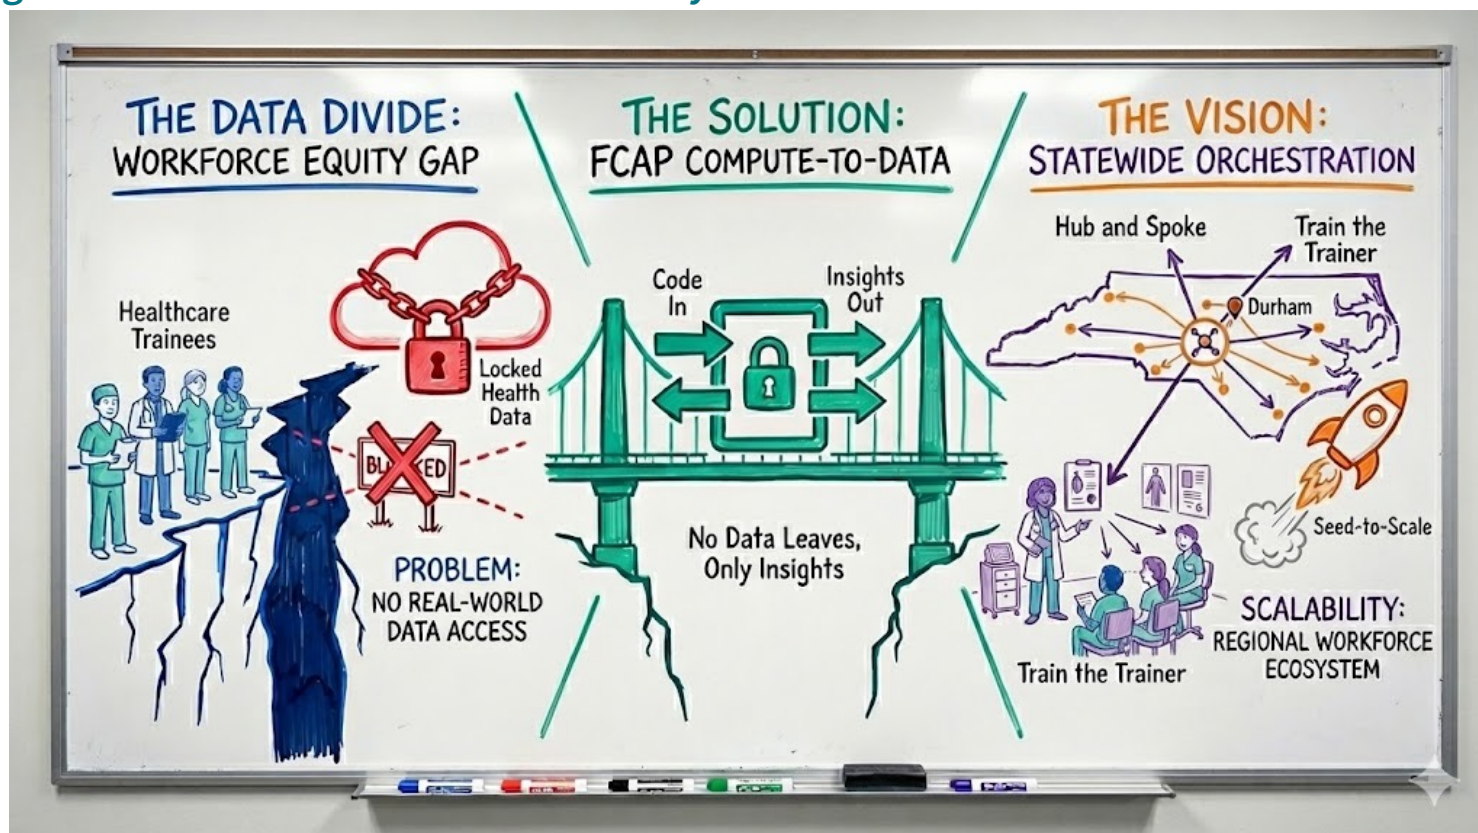 THE DATA DIVIDE:
WORKFORCE EQUITY GAP
Healthcare
Trainees
Locked
Health
Data
PROBLEM:
NO REAL-WORLD
DATA ACCESS
THE SOLUTION:
FCAP COMPUTE-TO-DATA
Code
In
Insights
Out
No Data Leaves,
Only Insights
THE VISION:
STATEWIDE ORCHESTRATION
Hub and Spoke
Train the
Trainer
Durham
Seed-to-Scale
Train the Trainer
SCALABILITY:
REGIONAL WORKFORCE
ECOSYSTEM